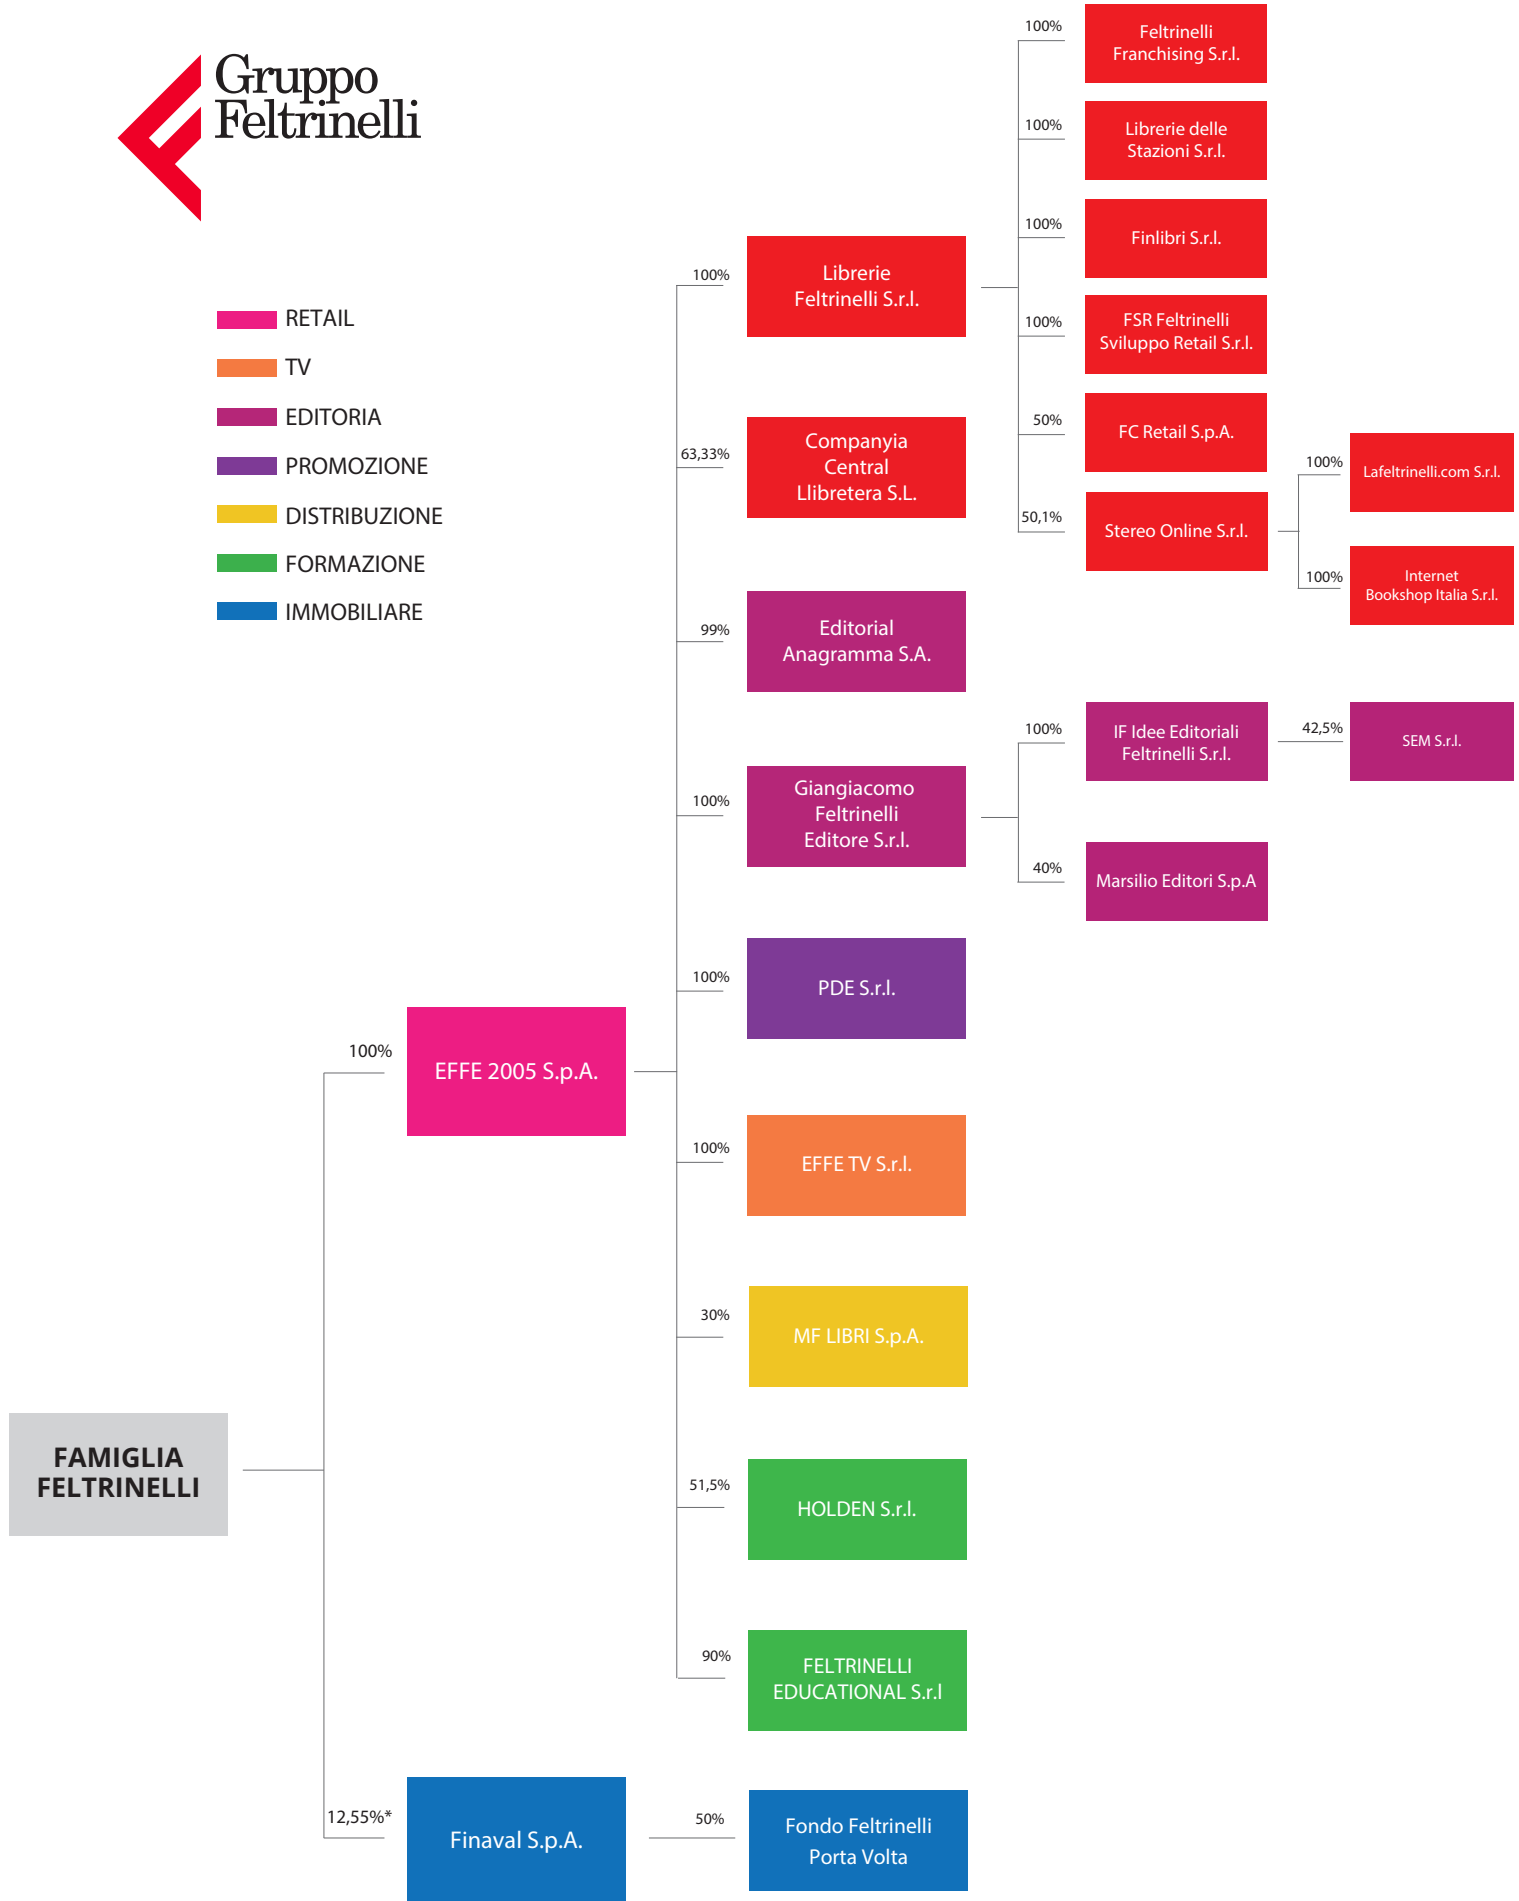 Gruppo
Feltrinelli
RETAIL
TV
EDITORIA
PROMOZIONE
DISTRIBUZIONE
FORMAZIONE
IMMOBILIARE
FAMIGLIA
FELTRINELLI
100%
EFFE 2005 S.p.A.
12,55%*
Finaval S.p.A.
100%
Librerie
Feltrinelli S.r.l.
63,33%
Companyia
Central
Llibretera S.L.
99%
Editorial
Anagramma S.A.
100%
Giangiacomo
Feltrinelli
Editore S.r.l.
100%
PDE S.r.l.
100%
EFFE TV S.r.l.
30%
MF LIBRI S.p.A.
51,5%
HOLDEN S.r.l.
90%
FELTRINELLI
EDUCATIONAL S.r.l
50%
Fondo Feltrinelli
Porta Volta
100%
Feltrinelli
Franchising S.r.l.
100%
Librerie delle
Stazioni S.r.l.
100%
Finlibri S.r.l.
100%
FSR Feltrinelli
Sviluppo Retail S.r.l.
50%
FC Retail S.p.A.
50,1%
Stereo Online S.r.l.
100%
Lafeltrinelli.com S.r.l.
100%
Internet
Bookshop Italia S.r.l.
100%
IF Idee Editoriali
Feltrinelli S.r.l.
42,5%
SEM S.r.l.
40%
Marsilio Editori S.p.A